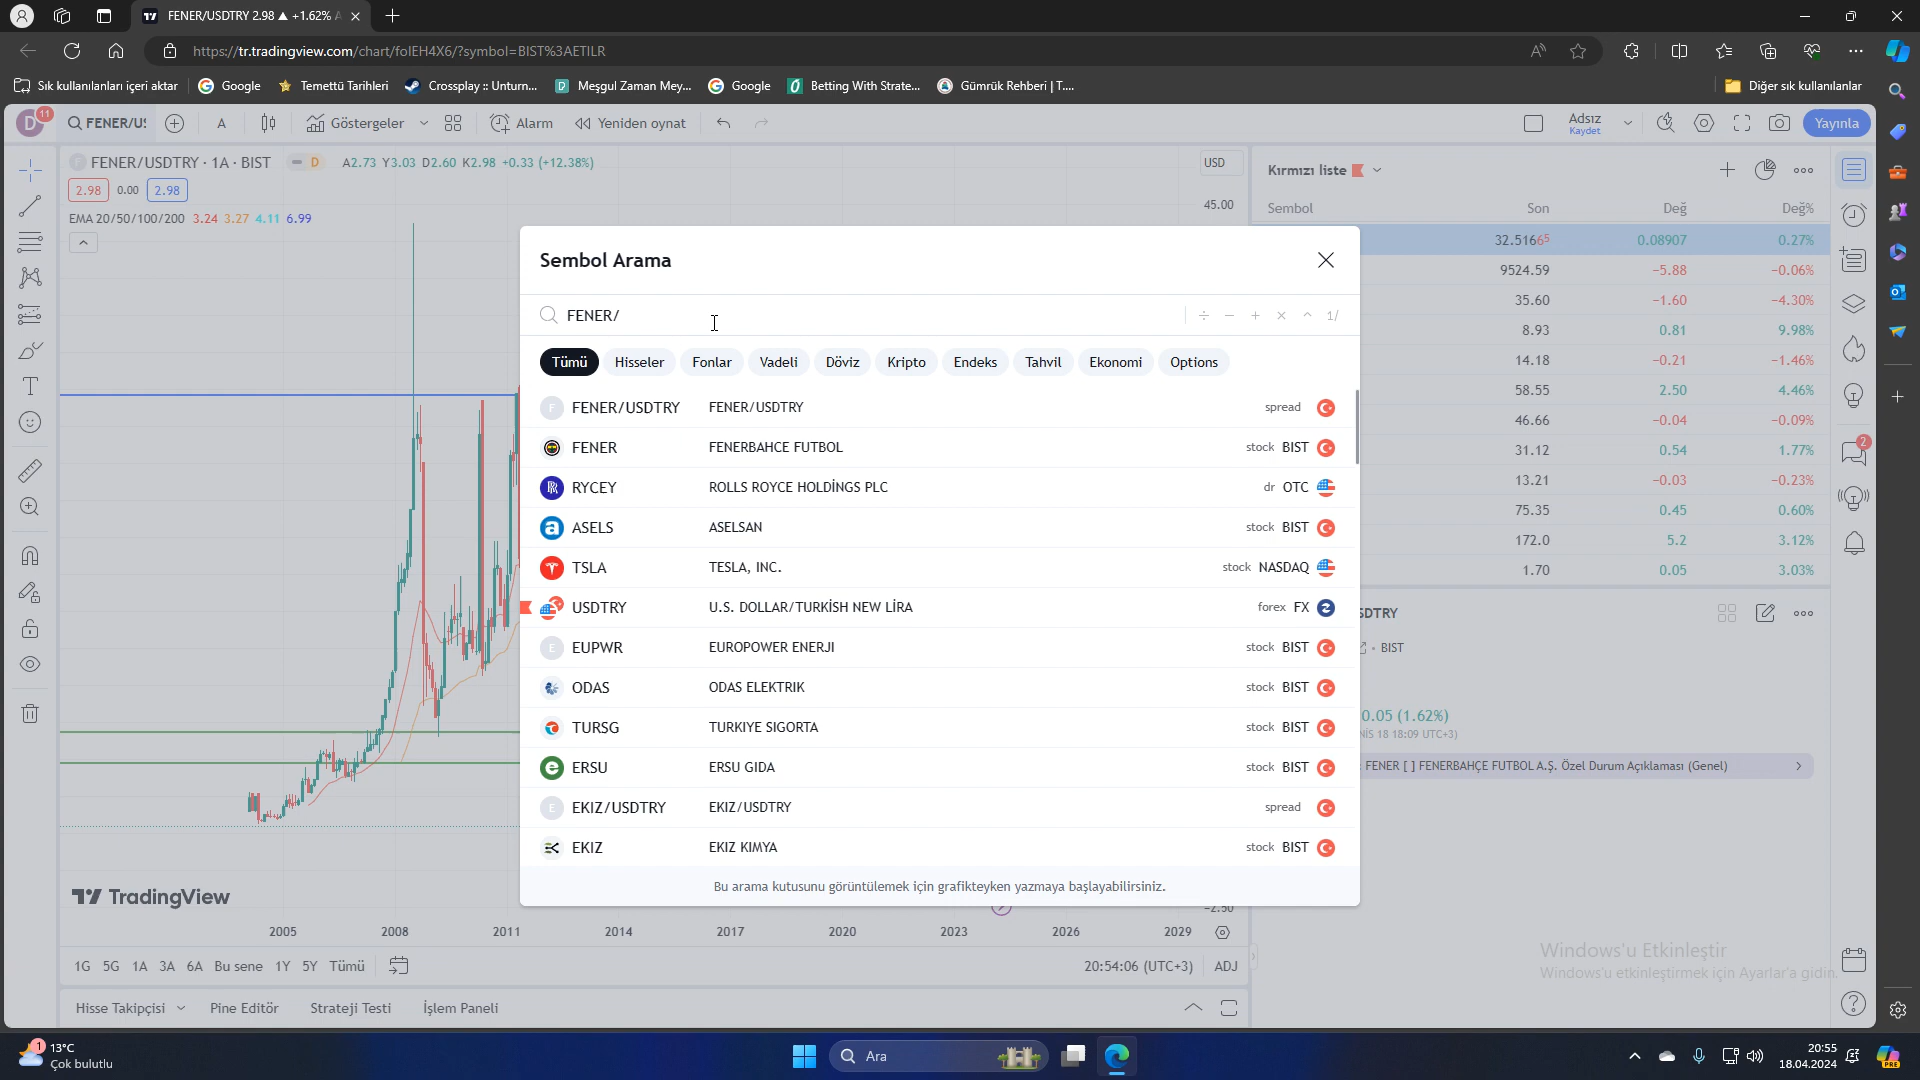 FENER/USDTRY 2.98 ▲ +1.62%
https://tr.tradingview.com/chart/folEH4X6/?symbol=BIST%3AETILR
Sık kullanılanları içeri aktar
Google
Temettü Tarihleri
Crossplay :: Unturn...
Meşgul Zaman Mey...
Google
Betting With Strate...
Gümrük Rehberi | T....
Diğer sık kullanılanlar
D 11
FENER/US
Göstergeler
Alarm
Yeniden oynat
Adsız
Kaydet
Yayınla
FENER/USDTRY · 1A · BIST
D
A2.73 Y3.03 D2.60 K2.98 +0.33 (+12.38%)
USD
2.98 0.00 2.98
EMA 20/50/100/200 3.24 3.27 4.11 6.99
45.00
Kırmızı liste
Sembol Son Değ Değ%
32.5166⁵ 0.08907 0.27%
9524.59 −5.88 −0.06%
35.60 −1.60 −4.30%
8.93 0.81 9.98%
14.18 −0.21 −1.46%
58.55 2.50 4.46%
46.66 −0.04 −0.09%
31.12 0.54 1.77%
13.21 −0.03 −0.23%
75.35 0.45 0.60%
172.0 5.2 3.12%
1.70 0.05 3.03%
Sembol Arama
FENER/
1/
Tümü Hisseler Fonlar Vadeli Döviz Kripto Endeks Tahvil Ekonomi Options
FENER/USDTRY FENER/USDTRY spread
FENER FENERBAHCE FUTBOL stock BIST
RYCEY ROLLS ROYCE HOLDİNGS PLC dr OTC
ASELS ASELSAN stock BIST
TSLA TESLA, INC. stock NASDAQ
USDTRY U.S. DOLLAR/TURKİSH NEW LİRA forex FX
EUPWR EUROPOWER ENERJI stock BIST
ODAS ODAS ELEKTRIK stock BIST
TURSG TURKIYE SIGORTA stock BIST
ERSU ERSU GIDA stock BIST
EKIZ/USDTRY EKIZ/USDTRY spread
EKIZ EKIZ KIMYA stock BIST
Bu arama kutusunu görüntülemek için grafikteyken yazmaya başlayabilirsiniz.
SDTRY
• BIST
0.05 (1.62%)
NİS 18 18:09 UTC+3)
FENER [ ] FENERBAHÇE FUTBOL A.Ş. Özel Durum Açıklaması (Genel)
2
TradingView
−2.50
2005 2008 2011 2014 2017 2020 2023 2026 2029
1G 5G 1A 3A 6A Bu sene 1Y 5Y Tümü
20:54:06 (UTC+3) ADJ
Hisse Takipçisi Pine Editör Strateji Testi İşlem Paneli
Windows'u Etkinleştir
Windows'u etkinleştirmek için Ayarlar'a gidin.
1
13°C
Çok bulutlu
Ara
20:55
18.04.2024
PRE